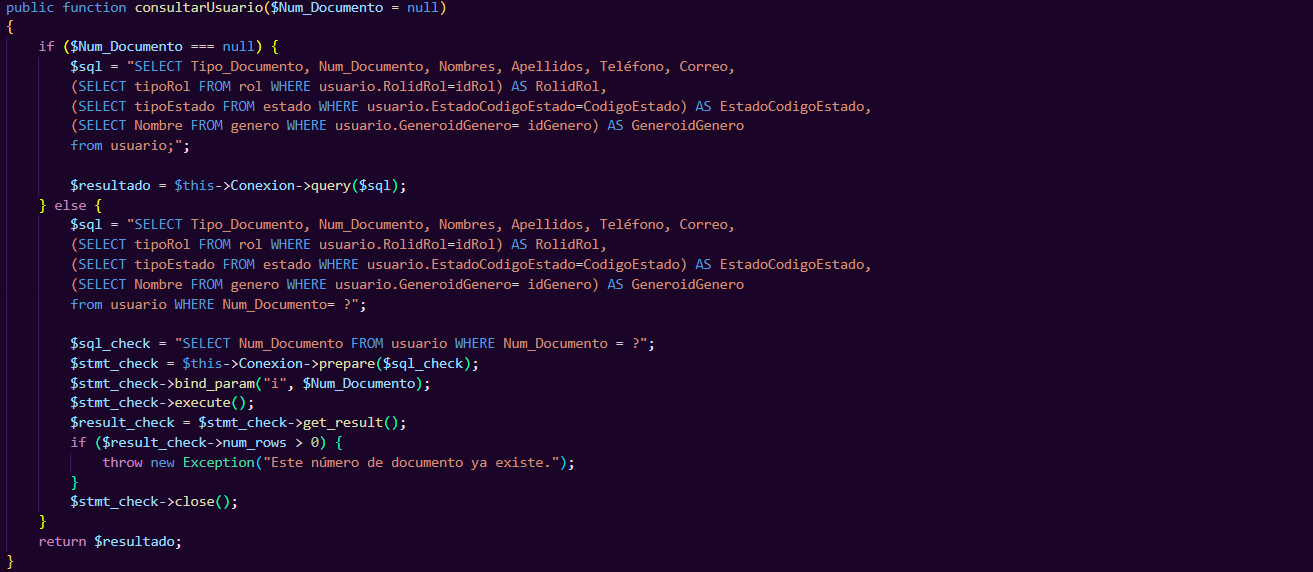 public function consultarUsuario($Num_Documento = null)
{
if ($Num_Documento === null) {
$sql = "SELECT Tipo_Documento, Num_Documento, Nombres, Apellidos, Teléfono, Correo,
(SELECT tipoRol FROM rol WHERE usuario.RolidRol=idRol) AS RolidRol,
(SELECT tipoEstado FROM estado WHERE usuario.EstadoCodigoEstado=CodigoEstado) AS EstadoCodigoEstado,
(SELECT Nombre FROM genero WHERE usuario.GeneroidGenero= idGenero) AS GeneroidGenero
from usuario;";
$resultado = $this->Conexion->query($sql);
} else {
$sql = "SELECT Tipo_Documento, Num_Documento, Nombres, Apellidos, Teléfono, Correo,
(SELECT tipoRol FROM rol WHERE usuario.RolidRol=idRol) AS RolidRol,
(SELECT tipoEstado FROM estado WHERE usuario.EstadoCodigoEstado=CodigoEstado) AS EstadoCodigoEstado,
(SELECT Nombre FROM genero WHERE usuario.GeneroidGenero= idGenero) AS GeneroidGenero
from usuario WHERE Num_Documento= ?";
$sql_check = "SELECT Num_Documento FROM usuario WHERE Num_Documento = ?";
$stmt_check = $this->Conexion->prepare($sql_check);
$stmt_check->bind_param("i", $Num_Documento);
$stmt_check->execute();
$result_check = $stmt_check->get_result();
if ($result_check->num_rows > 0) {
throw new Exception("Este número de documento ya existe.");
}
$stmt_check->close();
}
return $resultado;
}